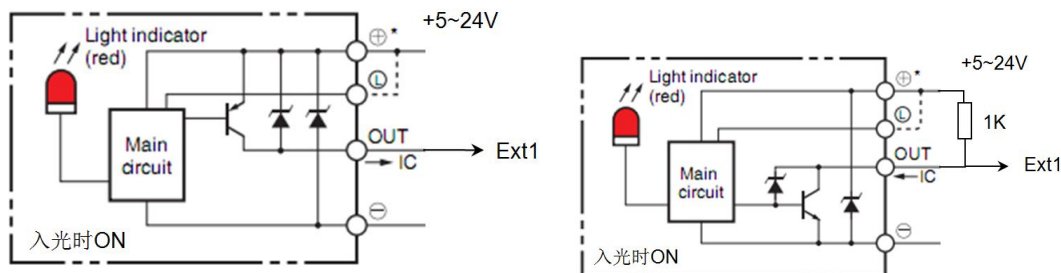 +5~24V
Light indicator
(red)
⊕ *
Ⓛ
Main
circuit
OUT
IC
Ext1
⊖
入光时ON
+5~24V
Light indicator
(red)
⊕ *
Ⓛ
1K
Main
circuit
OUT
IC
Ext1
⊖
入光时ON